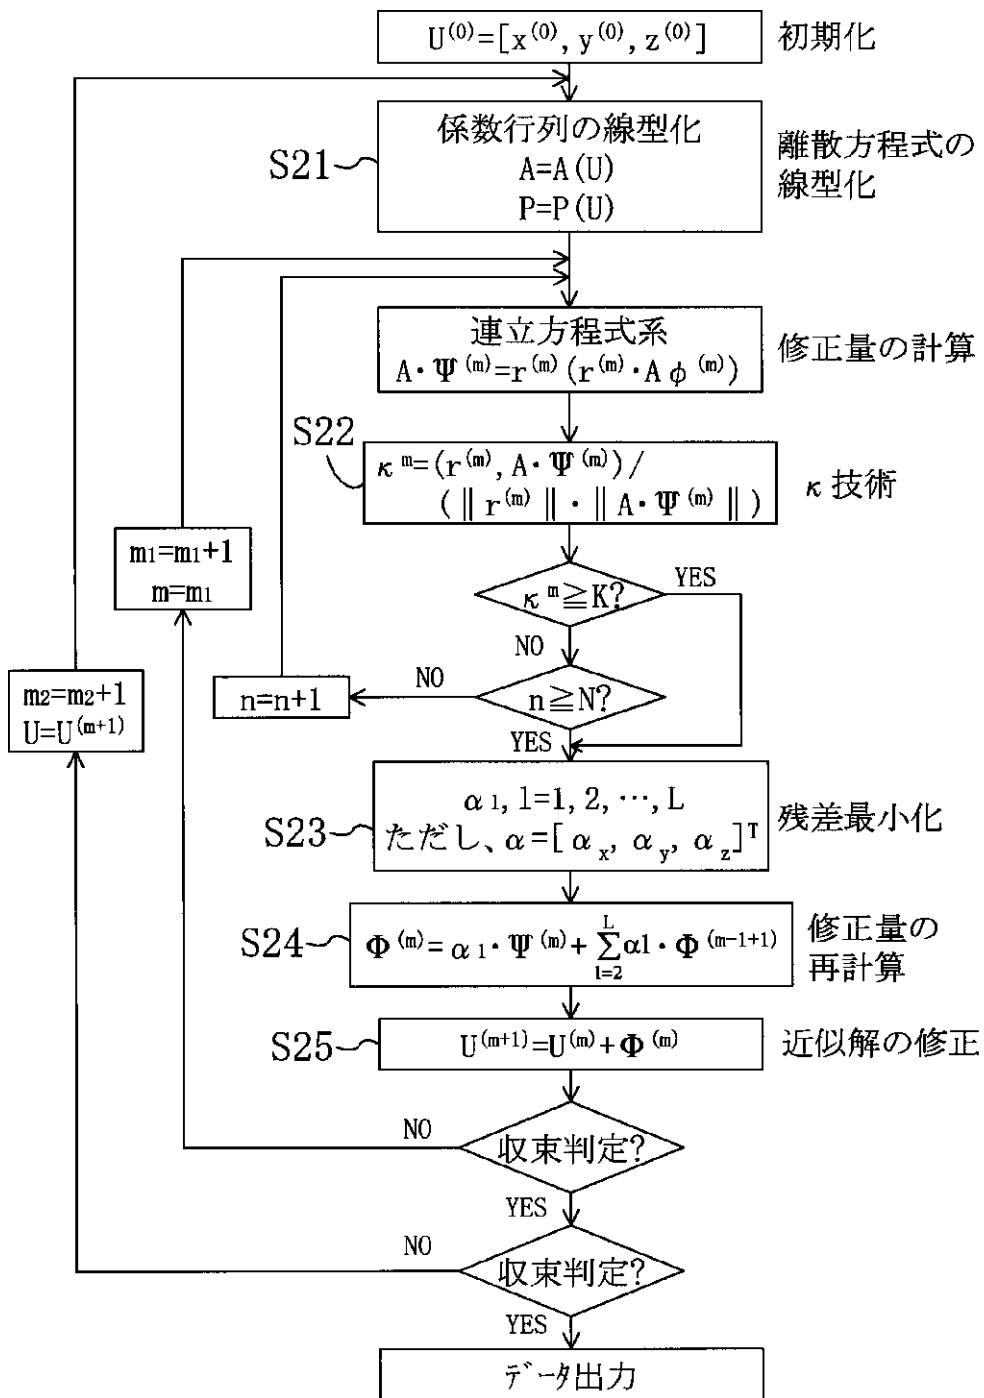 U⁽⁰⁾=[x⁽⁰⁾, y⁽⁰⁾, z⁽⁰⁾]
初期化
S21
係数行列の線型化
A=A(U)
P=P(U)
離散方程式の
線型化
連立方程式系
A・Ψ⁽ᵐ⁾=r⁽ᵐ⁾(r⁽ᵐ⁾・Aφ⁽ᵐ⁾)
修正量の計算
S22
κᵐ=(r⁽ᵐ⁾, A・Ψ⁽ᵐ⁾)/
(‖r⁽ᵐ⁾‖・‖A・Ψ⁽ᵐ⁾‖)
κ技術
m₁=m₁+1
m=m₁
κᵐ≧K?
YES
NO
m₂=m₂+1
U=U⁽ᵐ⁺¹⁾
n=n+1
NO
n≧N?
YES
S23
α₁, l=1, 2, …, L
ただし、α=[αₓ, α_y, α_z]ᵀ
残差最小化
S24
Φ⁽ᵐ⁾=α₁・Ψ⁽ᵐ⁾+Σ[l=2, L]αl・Φ⁽ᵐ⁻ˡ⁺¹⁾
修正量の
再計算
S25
U⁽ᵐ⁺¹⁾=U⁽ᵐ⁾+Φ⁽ᵐ⁾
近似解の修正
NO
収束判定?
YES
NO
収束判定?
YES
データ出力